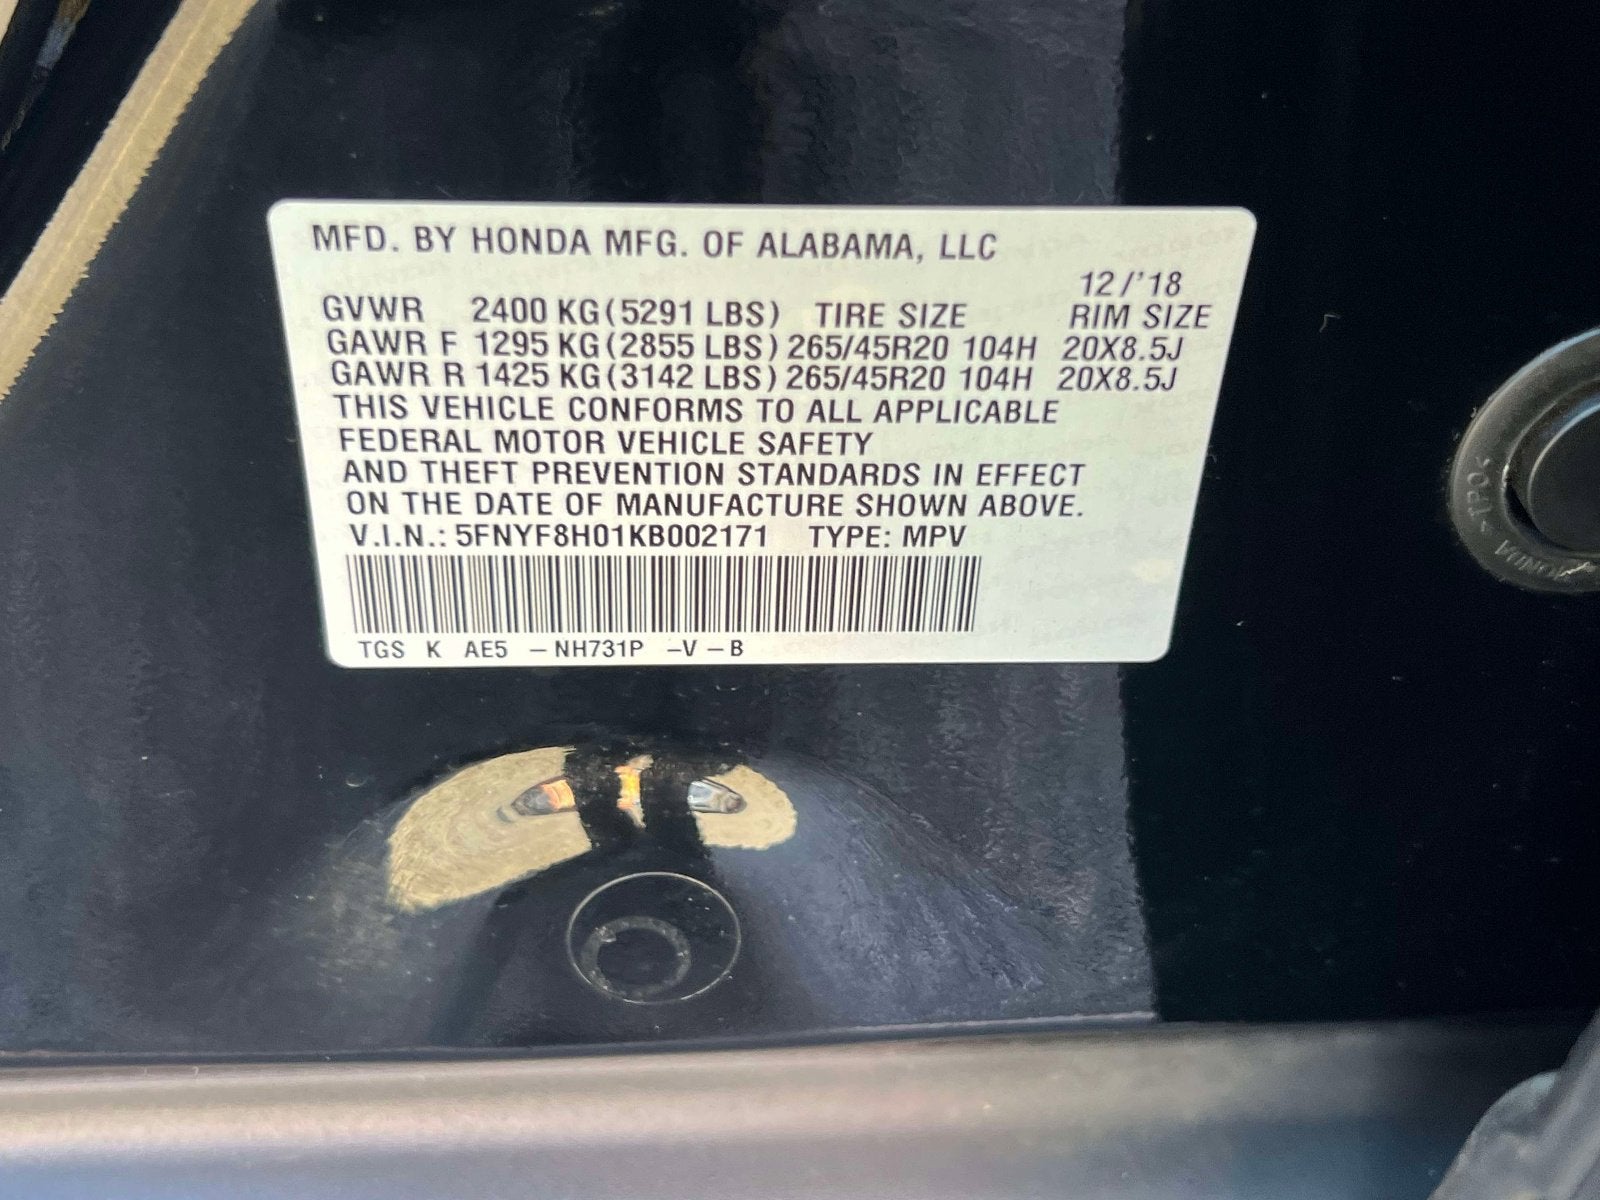 MFD. BY HONDA MFG. OF ALABAMA, LLC
12/'18
GVWR 2400 KG (5291 LBS) TIRE SIZE RIM SIZE
GAWR F 1295 KG (2855 LBS) 265/45R20 104H 20X8.5J
GAWR R 1425 KG (3142 LBS) 265/45R20 104H 20X8.5J
THIS VEHICLE CONFORMS TO ALL APPLICABLE
FEDERAL MOTOR VEHICLE SAFETY
AND THEFT PREVENTION STANDARDS IN EFFECT
ON THE DATE OF MANUFACTURE SHOWN ABOVE.
V.I.N.: 5FNYF8H01KB002171 TYPE: MPV
TGS K AE5 – NH731P –V – B
>TPO<
HONDA